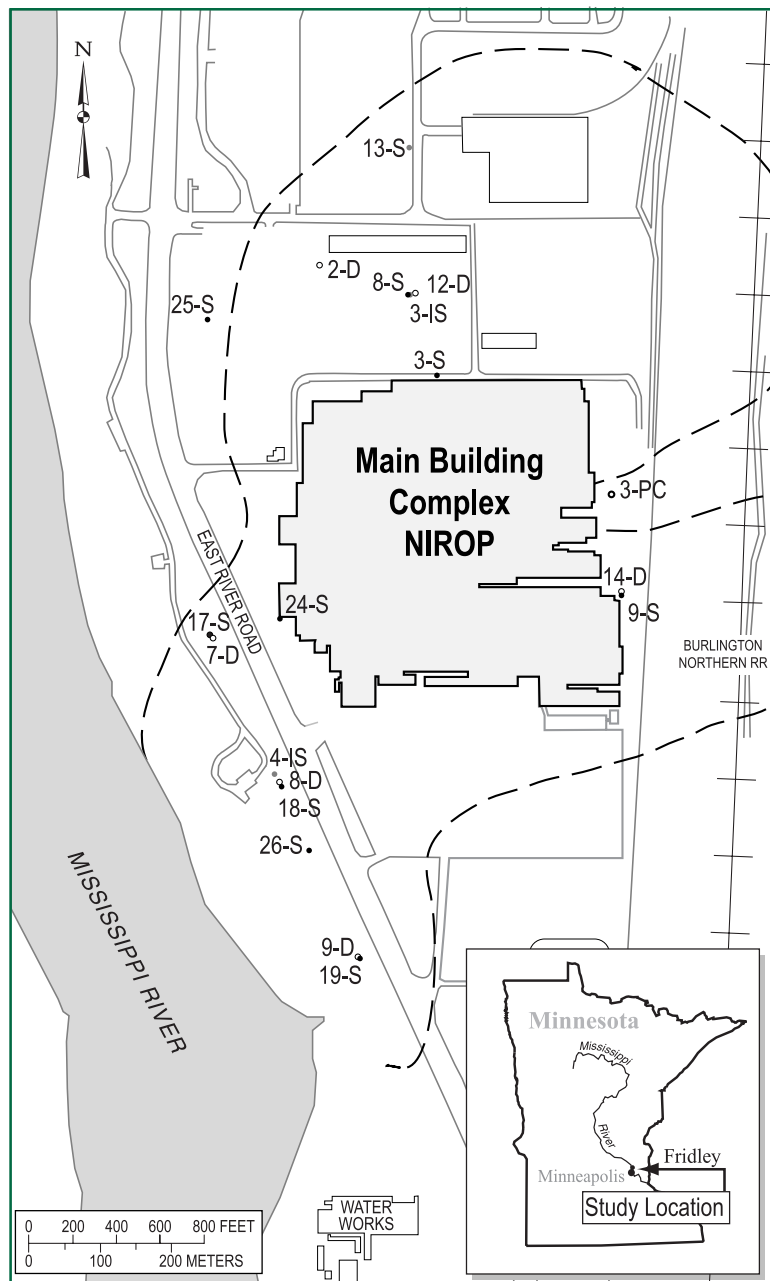 N
13-S
2-D
8-S
12-D
3-IS
25-S
3-S
Main Building
Complex
NIROP
3-PC
EAST RIVER ROAD
14-D
9-S
24-S
17-S
7-D
BURLINGTON
NORTHERN RR
4-IS
8-D
18-S
26-S
MISSISSIPPI RIVER
9-D
19-S
Minnesota
Mississippi
River
Fridley
Minneapolis
Study Location
WATER
WORKS
0 200 400 600 800 FEET
0 100 200 METERS